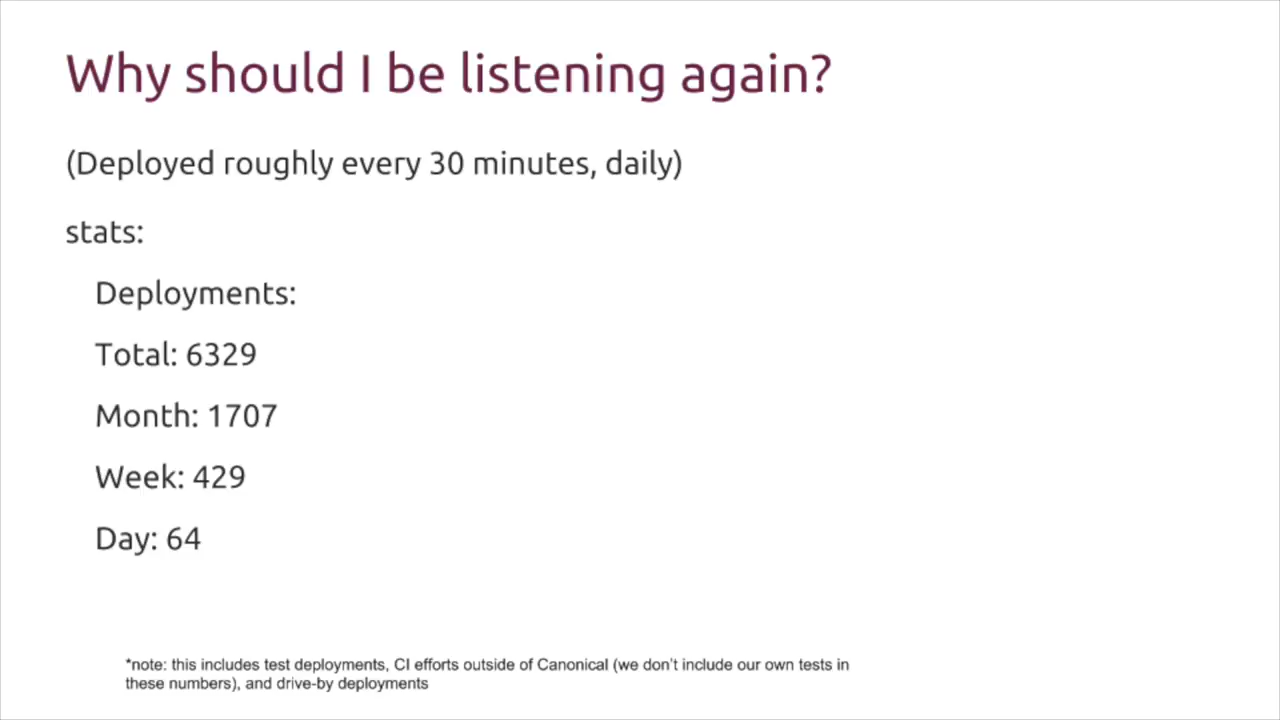 Why should I be listening again?
(Deployed roughly every 30 minutes, daily)
stats:
Deployments:
Total: 6329
Month: 1707
Week: 429
Day: 64
*note: this includes test deployments, CI efforts outside of Canonical (we don't include our own tests in
these numbers), and drive-by deployments